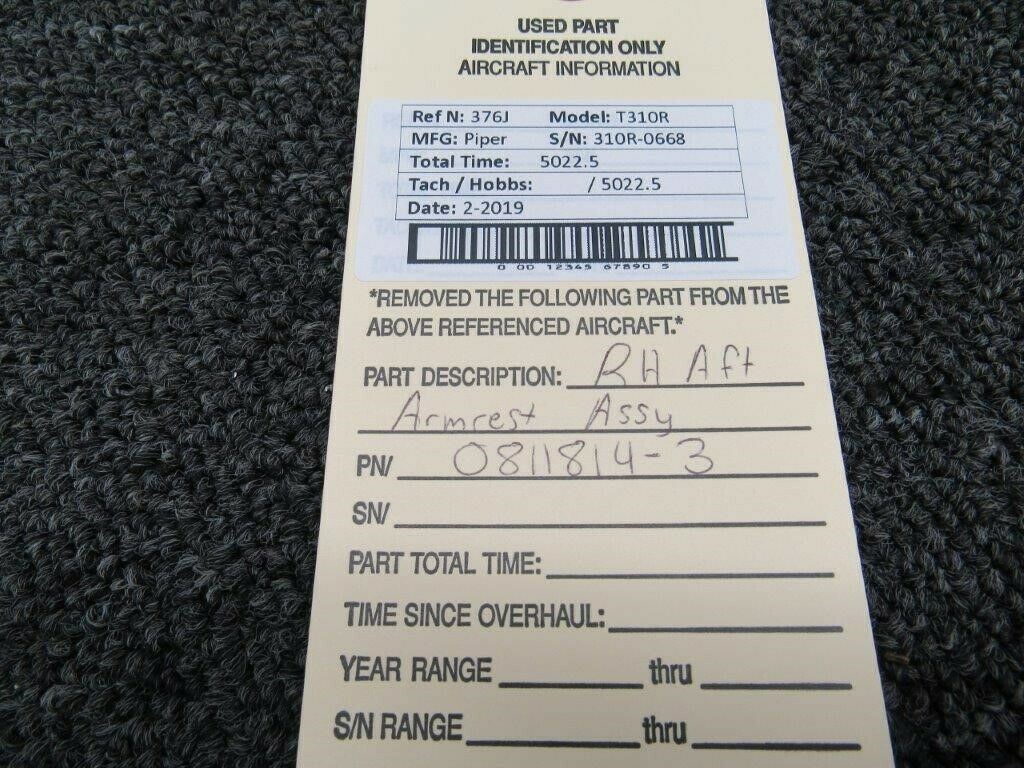 USED PART
IDENTIFICATION ONLY
AIRCRAFT INFORMATION
Ref N: 376J Model: T310R
MFG: Piper S/N: 310R-0668
Total Time: 5022.5
Tach / Hobbs: / 5022.5
Date: 2-2019
0 00 12345 67890 5
*REMOVED THE FOLLOWING PART FROM THE
ABOVE REFERENCED AIRCRAFT.*
PART DESCRIPTION: RH Aft
Armrest Assy
PN/ 0811814-3
SN/
PART TOTAL TIME:
TIME SINCE OVERHAUL:
YEAR RANGE thru
S/N RANGE thru